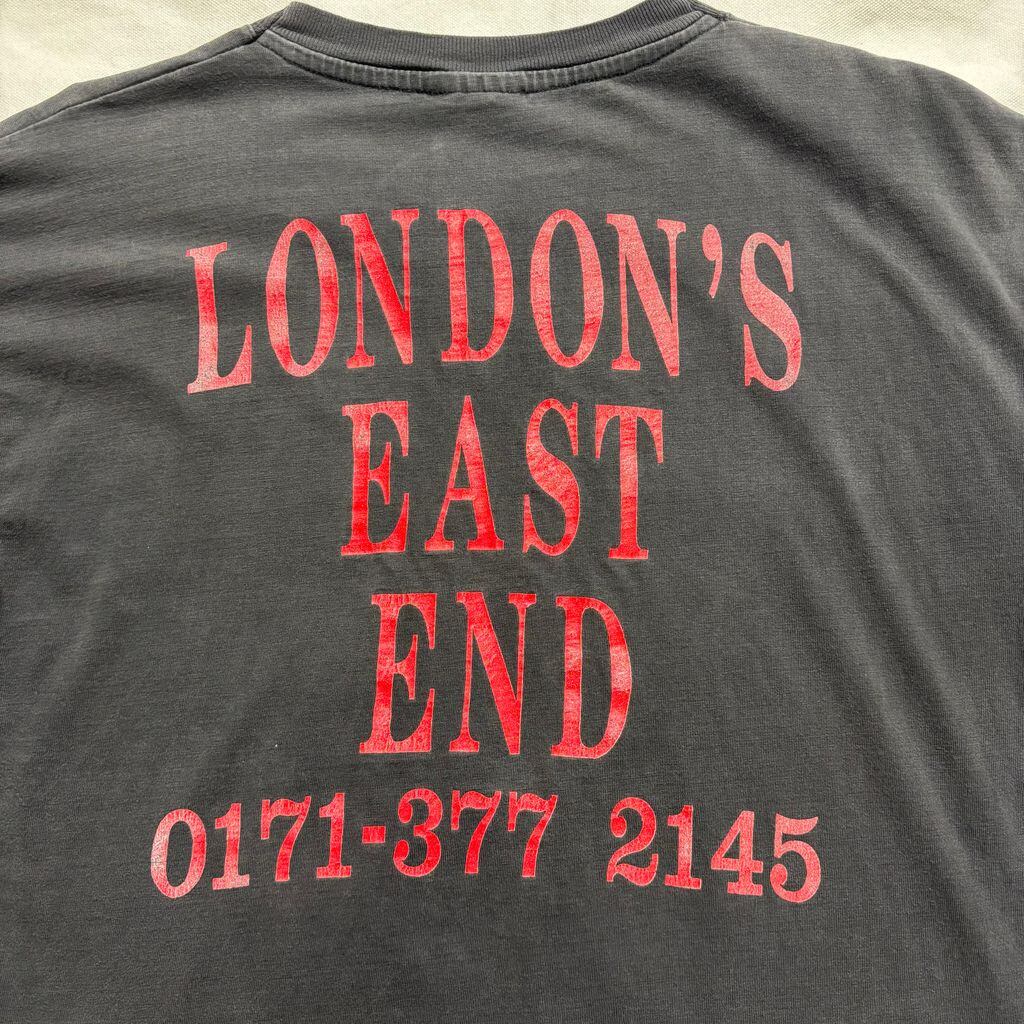 LONDON'S
EAST
END
0171-377 2145